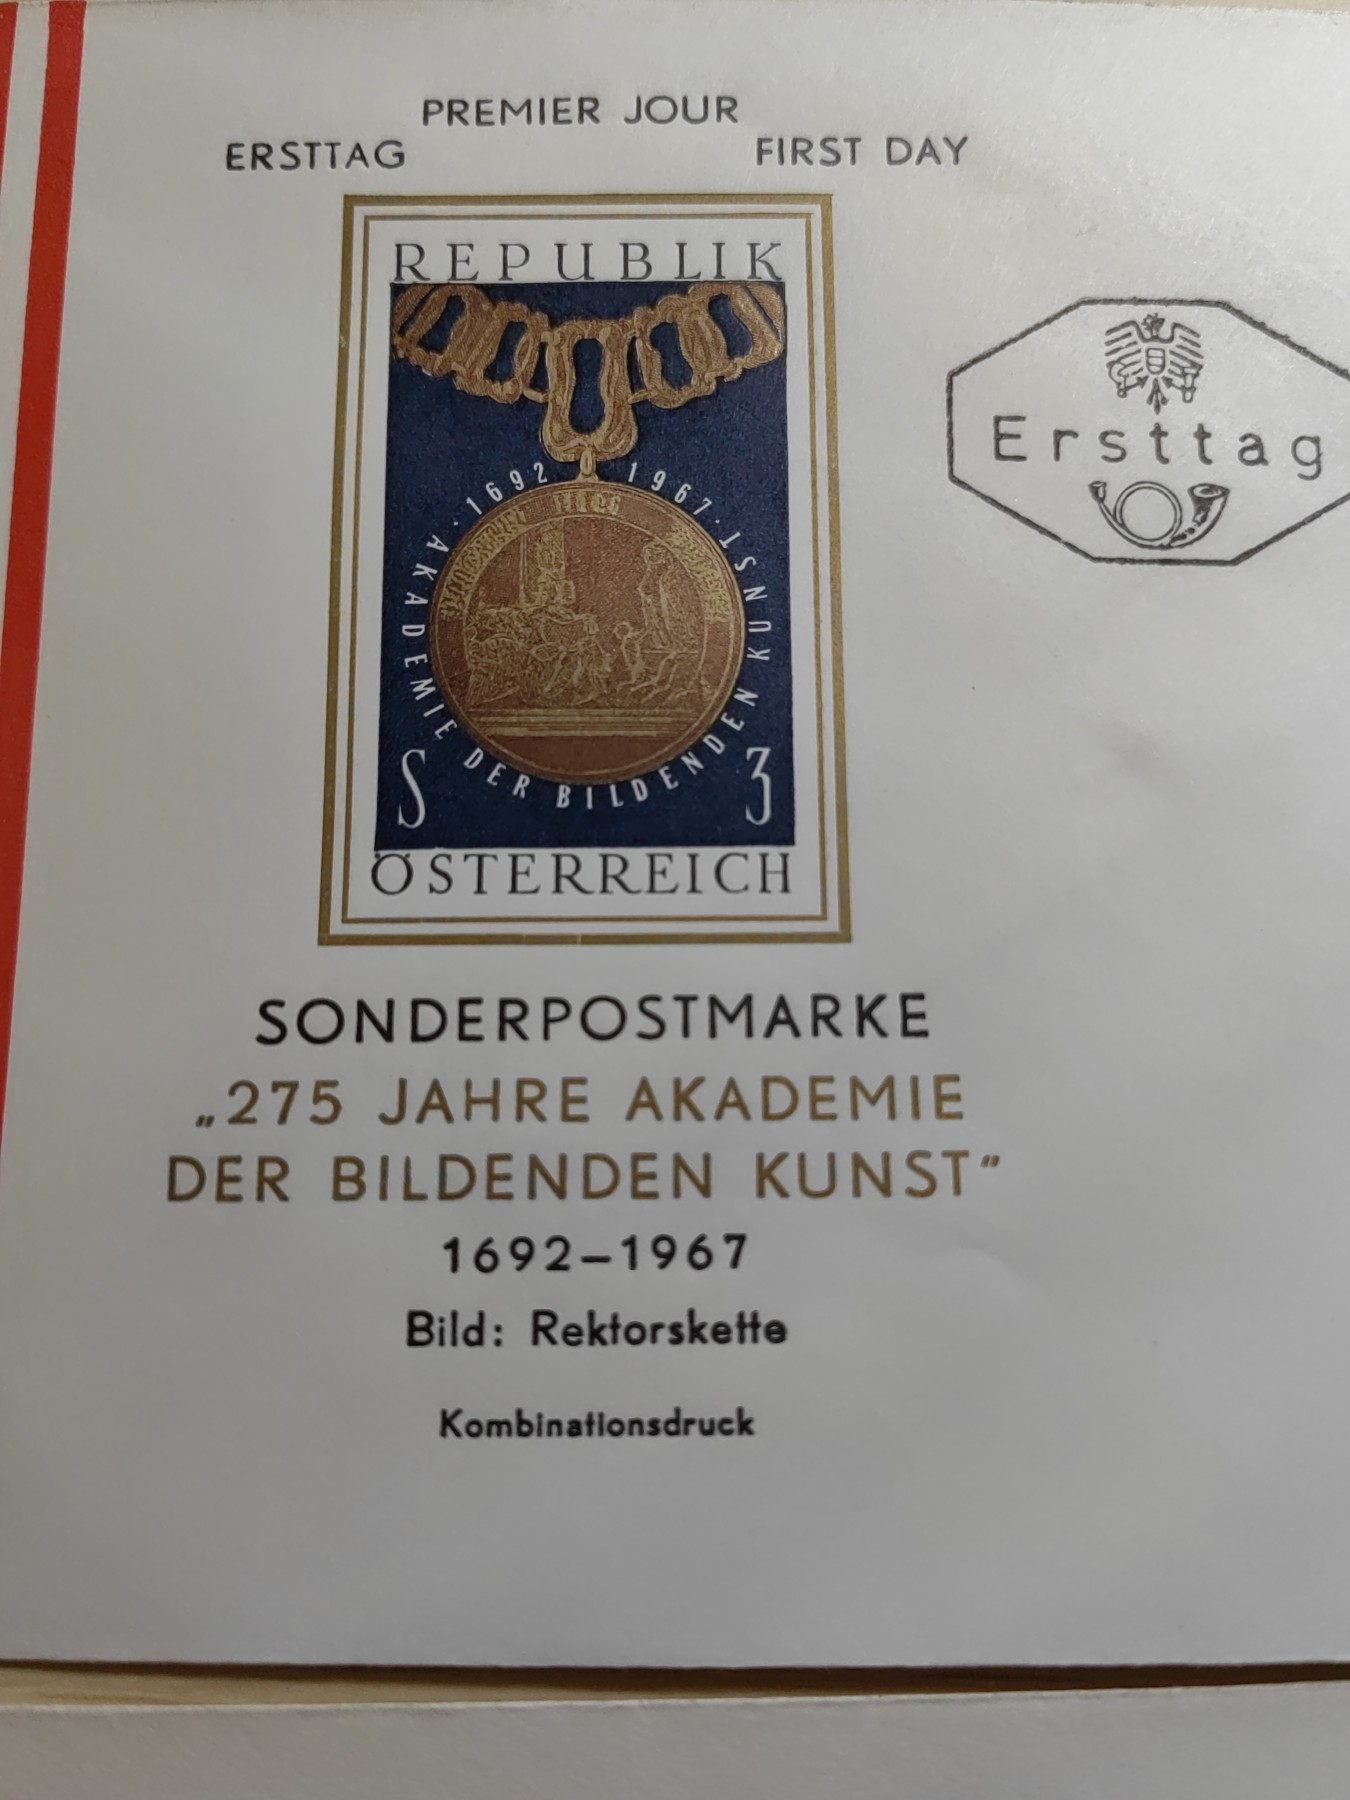 PREMIER JOUR
ERSTTAG FIRST DAY
REPUBLIK
AKADEMIE DER BILDENDEN KUNST · 1692 1967 ·
S 3
ÖSTERREICH
Ersttag
SONDERPOSTMARKE
„275 JAHRE AKADEMIE
DER BILDENDEN KUNST"
1692–1967
Bild: Rektorskette
Kombinationsdruck